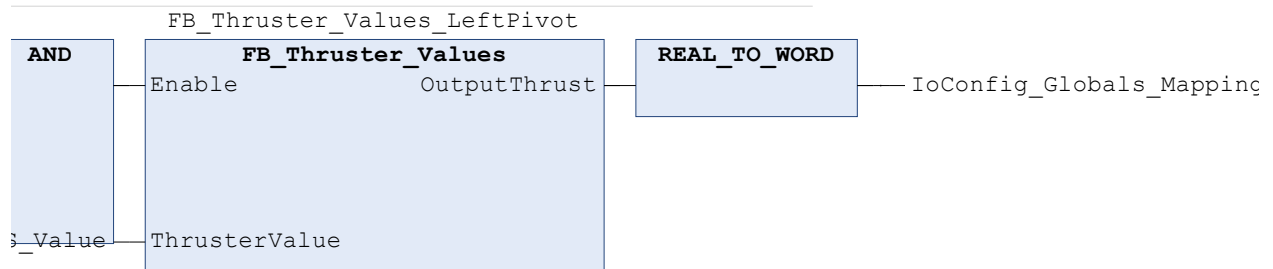 FB_Thruster_Values_LeftPivot
AND FB_Thruster_Values REAL_TO_WORD
Enable OutputThrust IoConfig_Globals_Mapping
_Value ThrusterValue